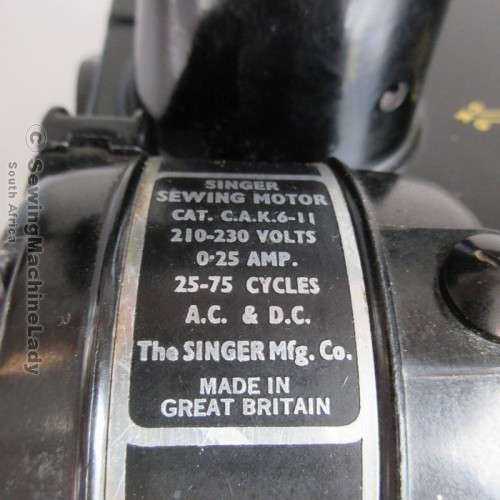 SINGER
SEWING MOTOR
CAT. C.A.K.6-11
210-230 VOLTS
0·25 AMP.
25-75 CYCLES
A.C. & D.C.
The SINGER Mfg. Co.
MADE IN
GREAT BRITAIN
© SewingMachineLady
South Africa